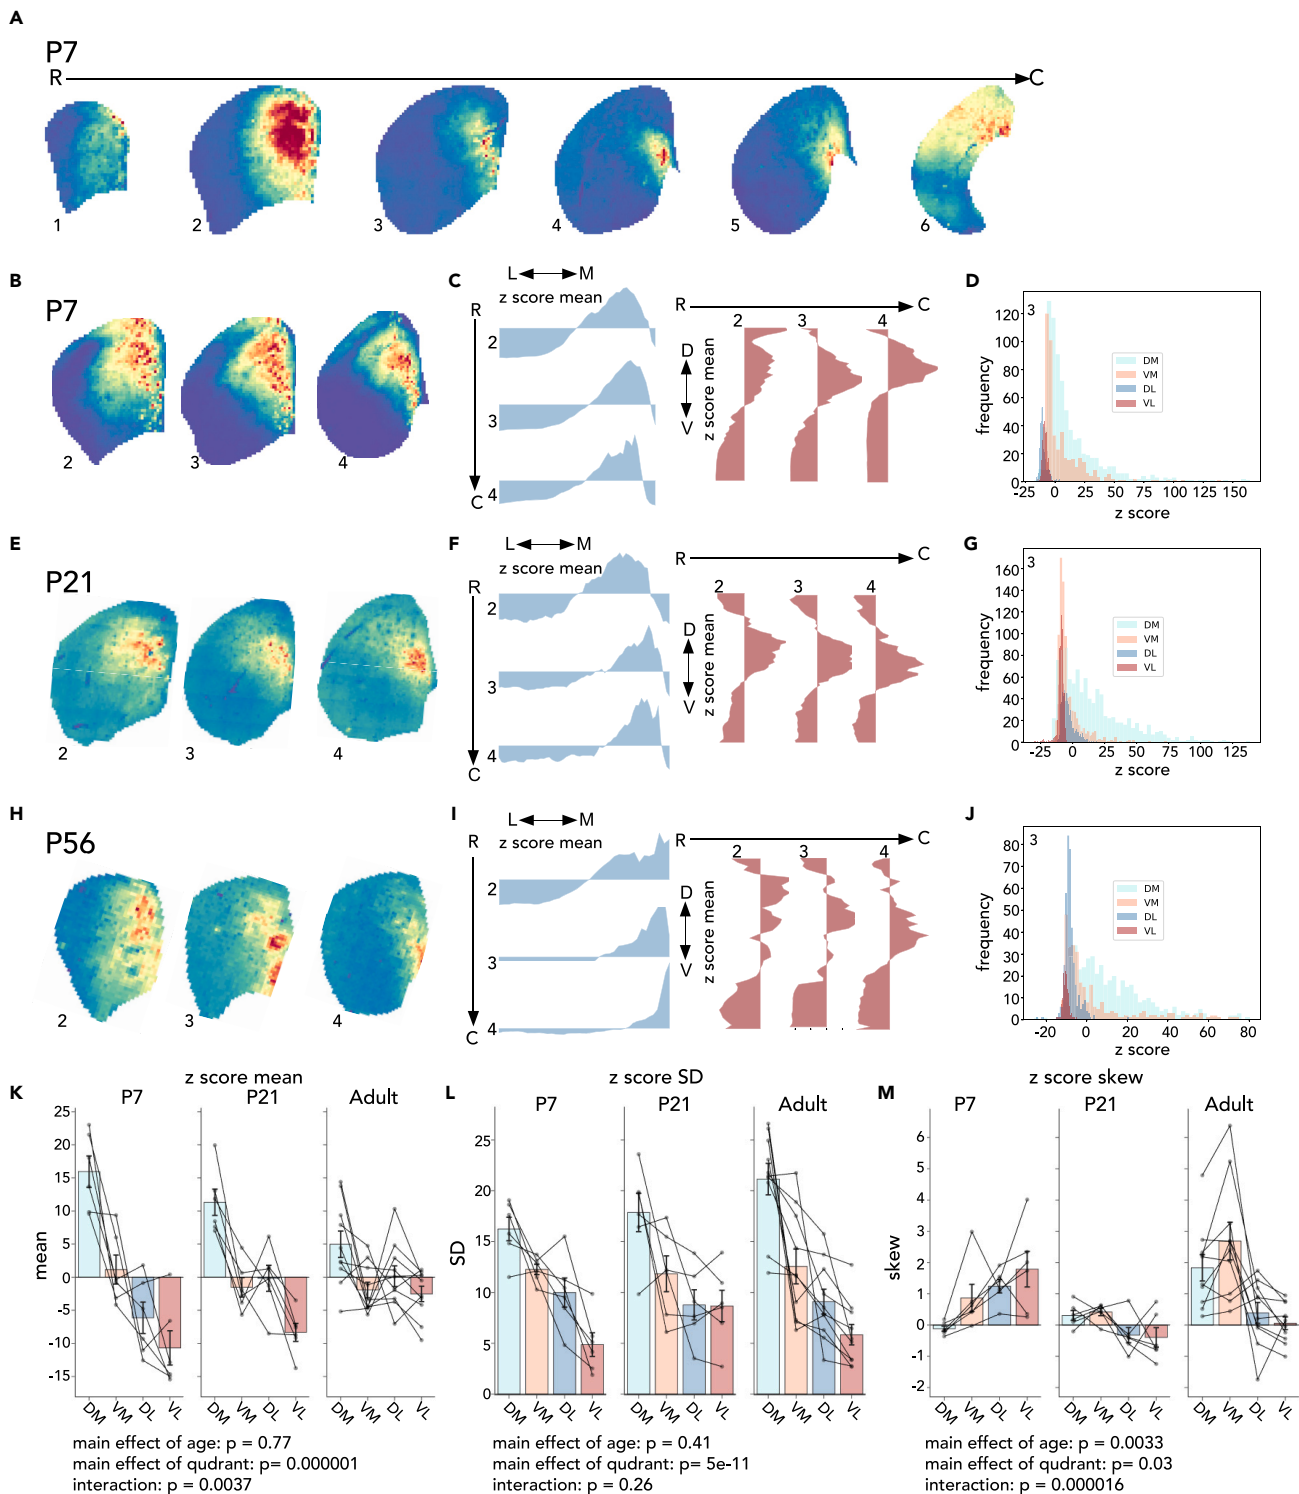 A
P7
R
C
1
2
3
4
5
6
B
P7
2
3
4
C
L
M
z score mean
R
2
3
4
C
R
C
2
3
4
D
V
z score mean
D
3
120
100
80
60
40
20
0
frequency
DM
VM
DL
VL
-25
0
25
50
75
100
125
150
z score
E
P21
2
3
4
F
L
M
z score mean
R
2
3
4
C
R
C
2
3
4
D
V
z score mean
G
3
160
140
120
100
80
60
40
20
0
frequency
DM
VM
DL
VL
-25
0
25
50
75
100
125
z score
H
P56
2
3
4
I
L
M
z score mean
R
2
3
4
C
R
C
2
3
4
D
V
z score mean
J
3
80
70
60
50
40
30
20
10
0
frequency
DM
VM
DL
VL
-20
0
20
40
60
80
z score
K
z score mean
P7
P21
Adult
25
20
15
10
5
0
-5
-10
-15
mean
DM
VM
DL
VL
DM
VM
DL
VL
DM
VM
DL
VL
main effect of age: p = 0.77
main effect of qudrant: p= 0.000001
interaction: p = 0.0037
L
z score SD
P7
P21
Adult
25
20
15
10
5
0
SD
DM
VM
DL
VL
DM
VM
DL
VL
DM
VM
DL
VL
main effect of age: p = 0.41
main effect of qudrant: p= 5e-11
interaction: p = 0.26
M
z score skew
P7
P21
Adult
6
5
4
3
2
1
0
-1
-2
skew
DM
VM
DL
VL
DM
VM
DL
VL
DM
VM
DL
VL
main effect of age: p = 0.0033
main effect of qudrant: p= 0.03
interaction: p = 0.000016